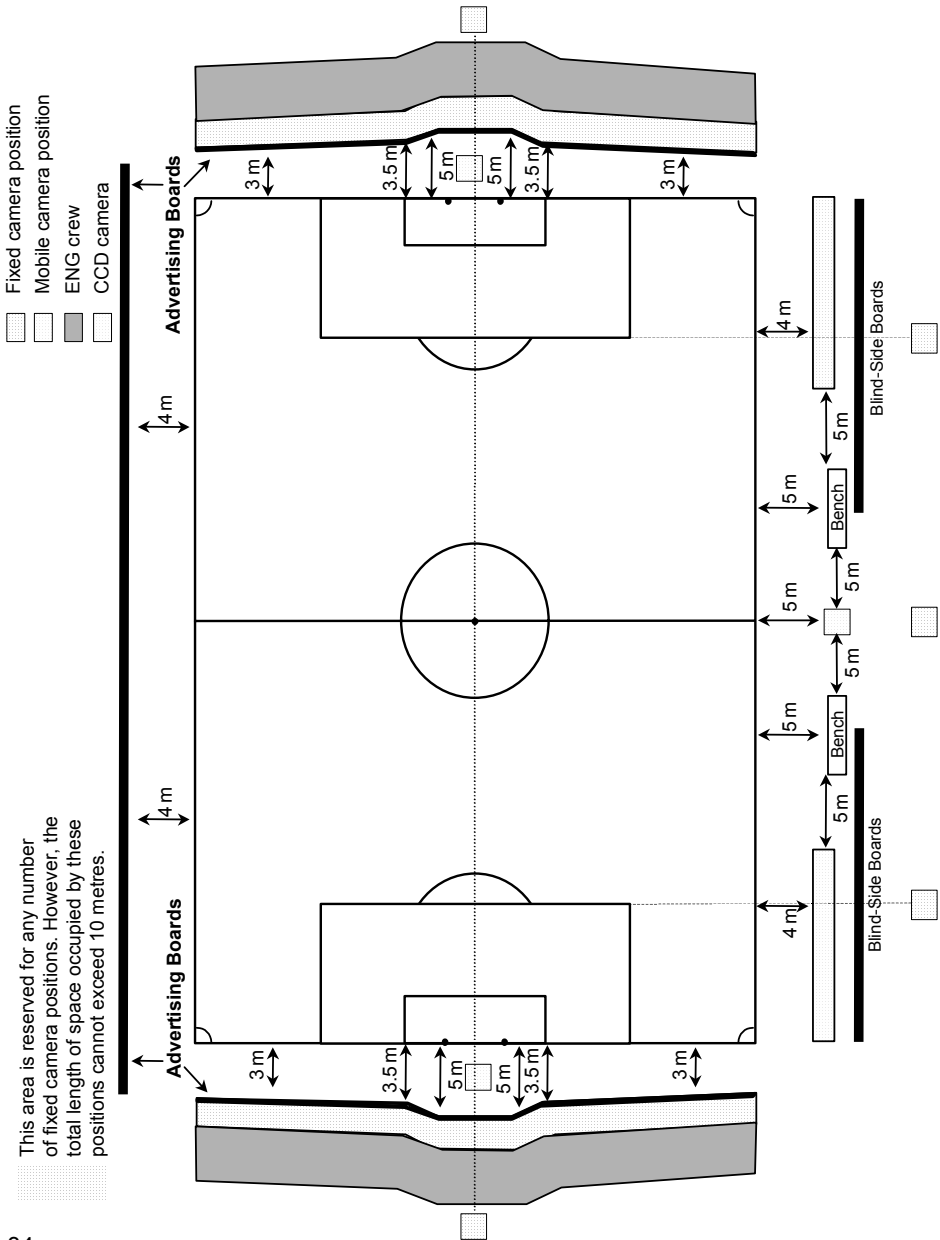 This area is reserved for any number
of fixed camera positions. However, the
total length of space occupied by these
positions cannot exceed 10 metres.
Fixed camera position
Mobile camera position
ENG crew
CCD camera
Advertising Boards
Advertising Boards
4 m
4 m
3 m
3 m
3.5 m
3.5 m
5 m
5 m
5 m
5 m
3.5 m
3.5 m
3 m
3 m
4 m
5 m
5 m
5 m
4 m
5 m
Bench
5 m
5 m
Bench
5 m
Blind-Side Boards
Blind-Side Boards